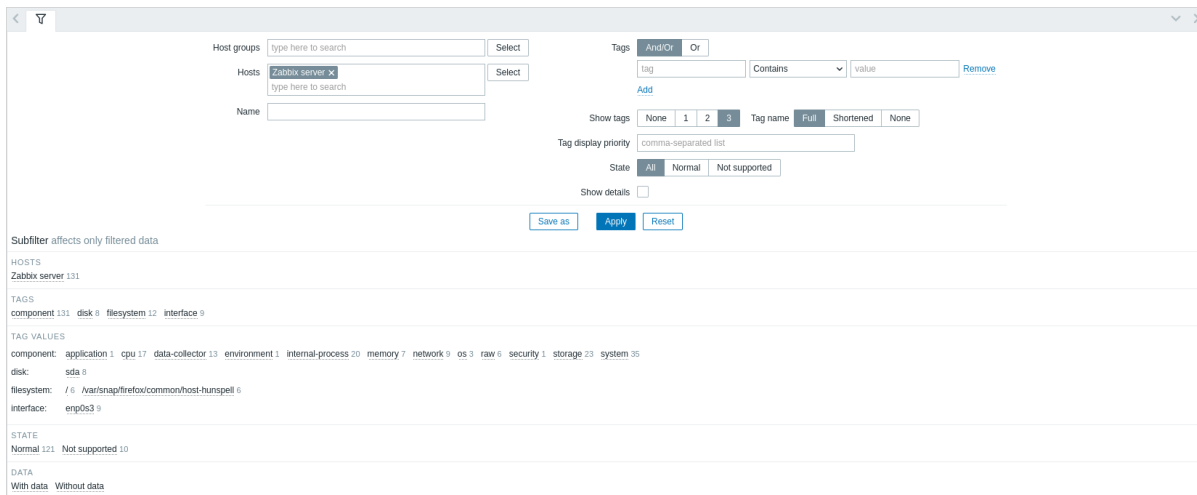 Host groups type here to search Select
Hosts Zabbix server × Select
type here to search
Name
Tags And/Or Or
tag Contains value Remove
Add
Show tags None 1 2 3 Tag name Full Shortened None
Tag display priority comma-separated list
State All Normal Not supported
Show details
Save as Apply Reset
Subfilter affects only filtered data
HOSTS
Zabbix server 131
TAGS
component 131 disk 8 filesystem 12 interface 9
TAG VALUES
component: application 1 cpu 17 data-collector 13 environment 1 internal-process 20 memory 7 network 9 os 3 raw 6 security 1 storage 23 system 35
disk: sda 8
filesystem: / 6 /var/snap/firefox/common/host-hunspell 6
interface: enp0s3 9
STATE
Normal 121 Not supported 10
DATA
With data Without data